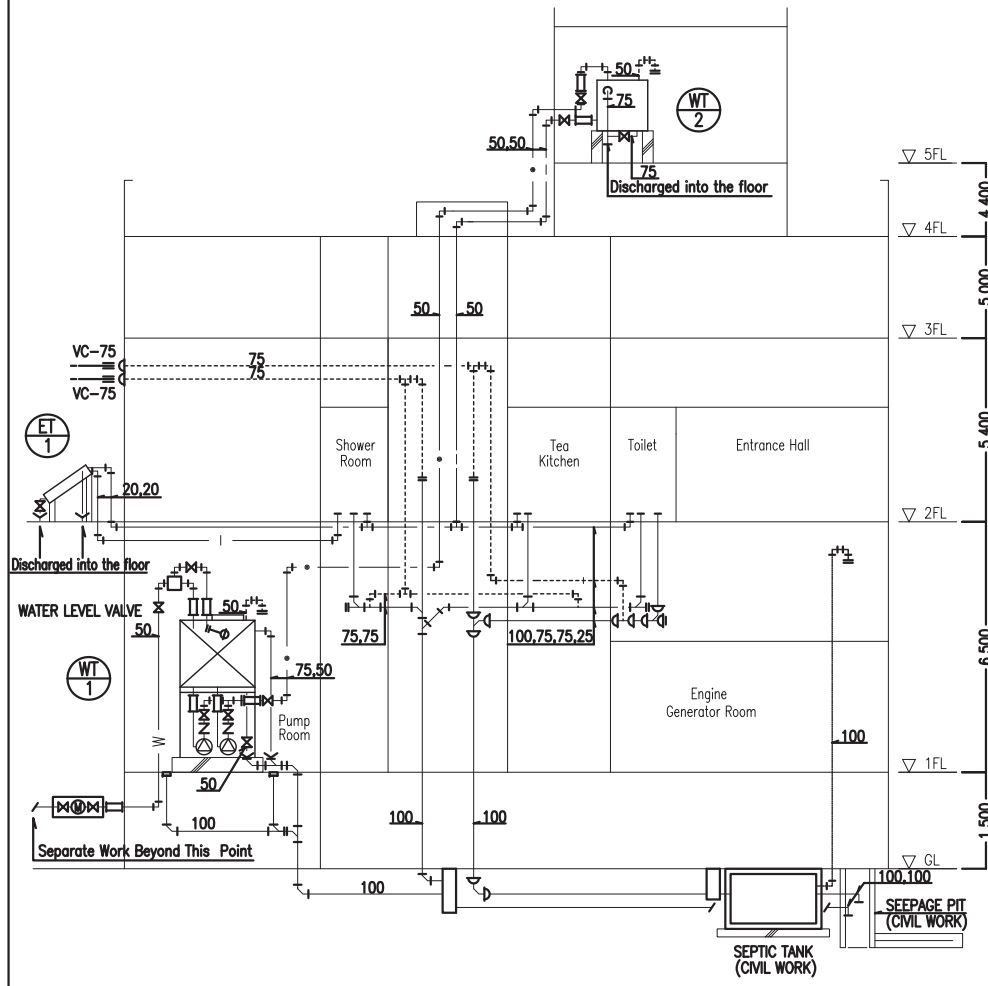 50
75
WT
2
50,50
75
Discharged into the floor
5FL
4,400
4FL
5,000
50
50
3FL
VC-75
75
75
VC-75
5,400
ET
1
Shower
Room
Tea
Kitchen
Toilet
Entrance Hall
20,20
2FL
Discharged into the floor
WATER LEVEL VALVE
50
50
75,75
100,75,75,25
6,500
WT
1
75,50
Engine
Generator Room
Pump
Room
W
100
50
1FL
M
100
100
100
1,500
Separate Work Beyond This Point
GL
100
100,100
SEEPAGE PIT
(CIVIL WORK)
SEPTIC TANK
(CIVIL WORK)